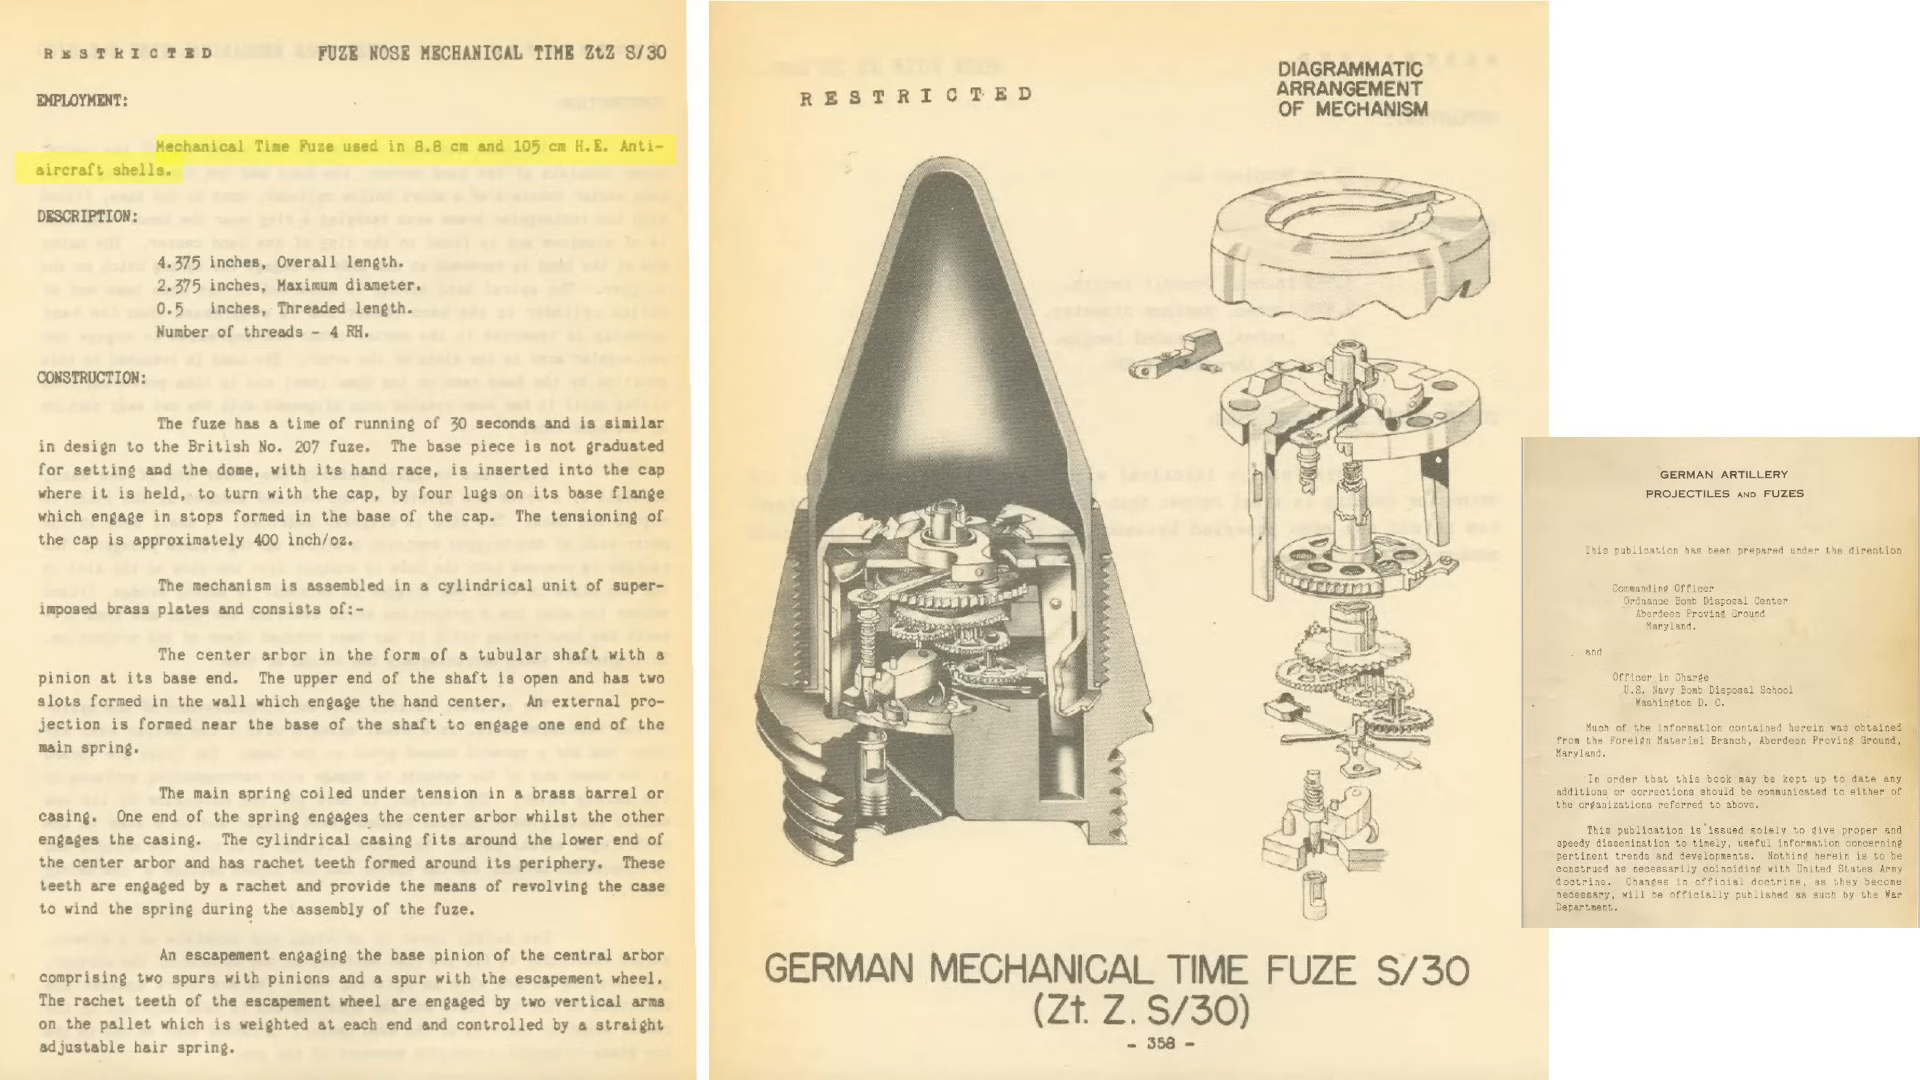 RESTRICTED FUZE NOSE MECHANICAL TIME ZtZ S/30
EMPLOYMENT:
Mechanical Time Fuze used in 8.8 cm and 105 cm H.E. Anti-
aircraft shells.
DESCRIPTION:
4.375 inches, Overall length.
2.375 inches, Maximum diameter.
0.5 inches, Threaded length.
Number of threads - 4 RH.
CONSTRUCTION:
The fuze has a time of running of 30 seconds and is similar
in design to the British No. 207 fuze. The base piece is not graduated
for setting and the dome, with its hand race, is inserted into the cap
where it is held, to turn with the cap, by four lugs on its base flange
which engage in stops formed in the base of the cap. The tensioning of
the cap is approximately 400 inch/oz.
The mechanism is assembled in a cylindrical unit of super-
imposed brass plates and consists of:-
The center arbor in the form of a tubular shaft with a
pinion at its base end. The upper end of the shaft is open and has two
slots formed in the wall which engage the hand center. An external pro-
jection is formed near the base of the shaft to engage one end of the
main spring.
The main spring coiled under tension in a brass barrel or
casing. One end of the spring engages the center arbor whilst the other
engages the casing. The cylindrical casing fits around the lower end of
the center arbor and has rachet teeth formed around its periphery. These
teeth are engaged by a rachet and provide the means of revolving the case
to wind the spring during the assembly of the fuze.
An escapement engaging the base pinion of the central arbor
comprising two spurs with pinions and a spur with the escapement wheel.
The rachet teeth of the escapement wheel are engaged by two vertical arms
on the pallet which is weighted at each end and controlled by a straight
adjustable hair spring.
RESTRICTED
DIAGRAMMATIC
ARRANGEMENT
OF MECHANISM
GERMAN MECHANICAL TIME FUZE S/30
(Zt. Z. S/30)
- 358 -
GERMAN ARTILLERY
PROJECTILES AND FUZES
This publication has been prepared under the direction
Commanding Officer
Ordnance Bomb Disposal Center
Aberdeen Proving Ground
Maryland.
and
Officer in Charge
U.S. Navy Bomb Disposal School
Washington D. C.
Much of the information contained herein was obtained
from the Foreign Materiel Branch, Aberdeen Proving Ground,
Maryland.
In order that this book may be kept up to date any
additions or corrections should be communicated to either of
the organizations referred to above.
This publication is issued solely to give proper and
speedy dissemination to timely, useful information concerning
pertinent trends and developments. Nothing herein is to be
construed as necessarily coinciding with United States Army
doctrine. Changes in official doctrine, as they become
necessary, will be officially published as such by the War
Department.